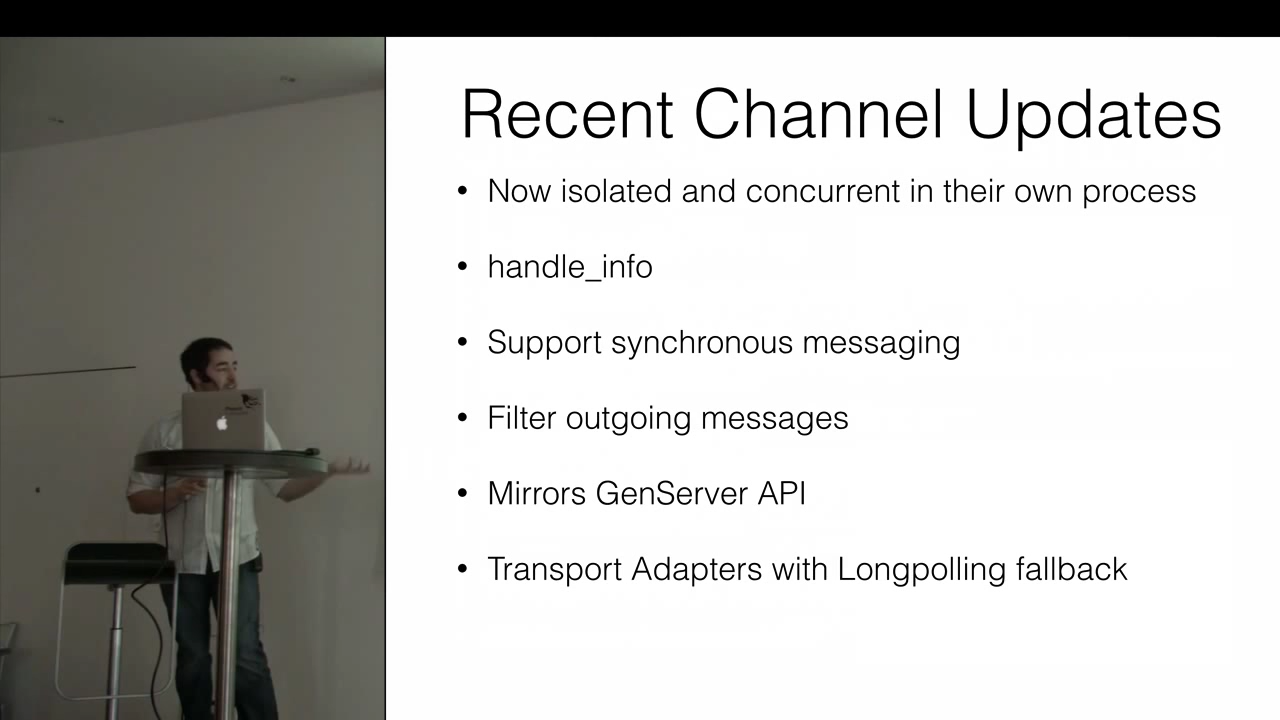 Recent Channel Updates
• Now isolated and concurrent in their own process
• handle_info
• Support synchronous messaging
• Filter outgoing messages
• Mirrors GenServer API
• Transport Adapters with Longpolling fallback